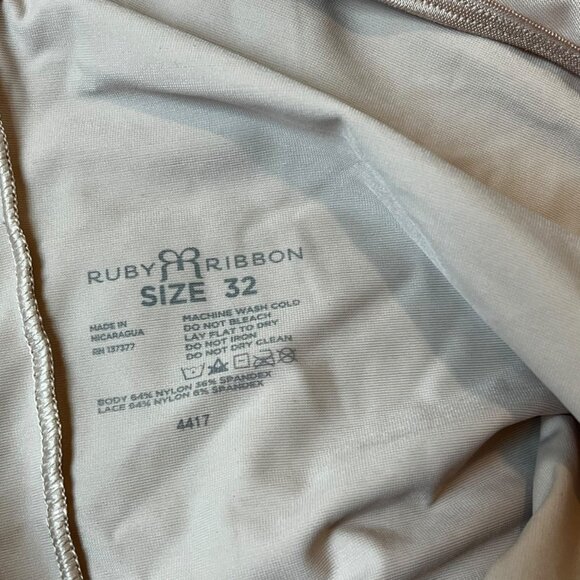 RUBY RIBBON
SIZE 32
MADE IN
NICARAGUA
RN 137377
MACHINE WASH COLD
DO NOT BLEACH
LAY FLAT TO DRY
DO NOT IRON
DO NOT DRY CLEAN
BODY 64% NYLON 36% SPANDEX
LACE 94% NYLON 6% SPANDEX
4417